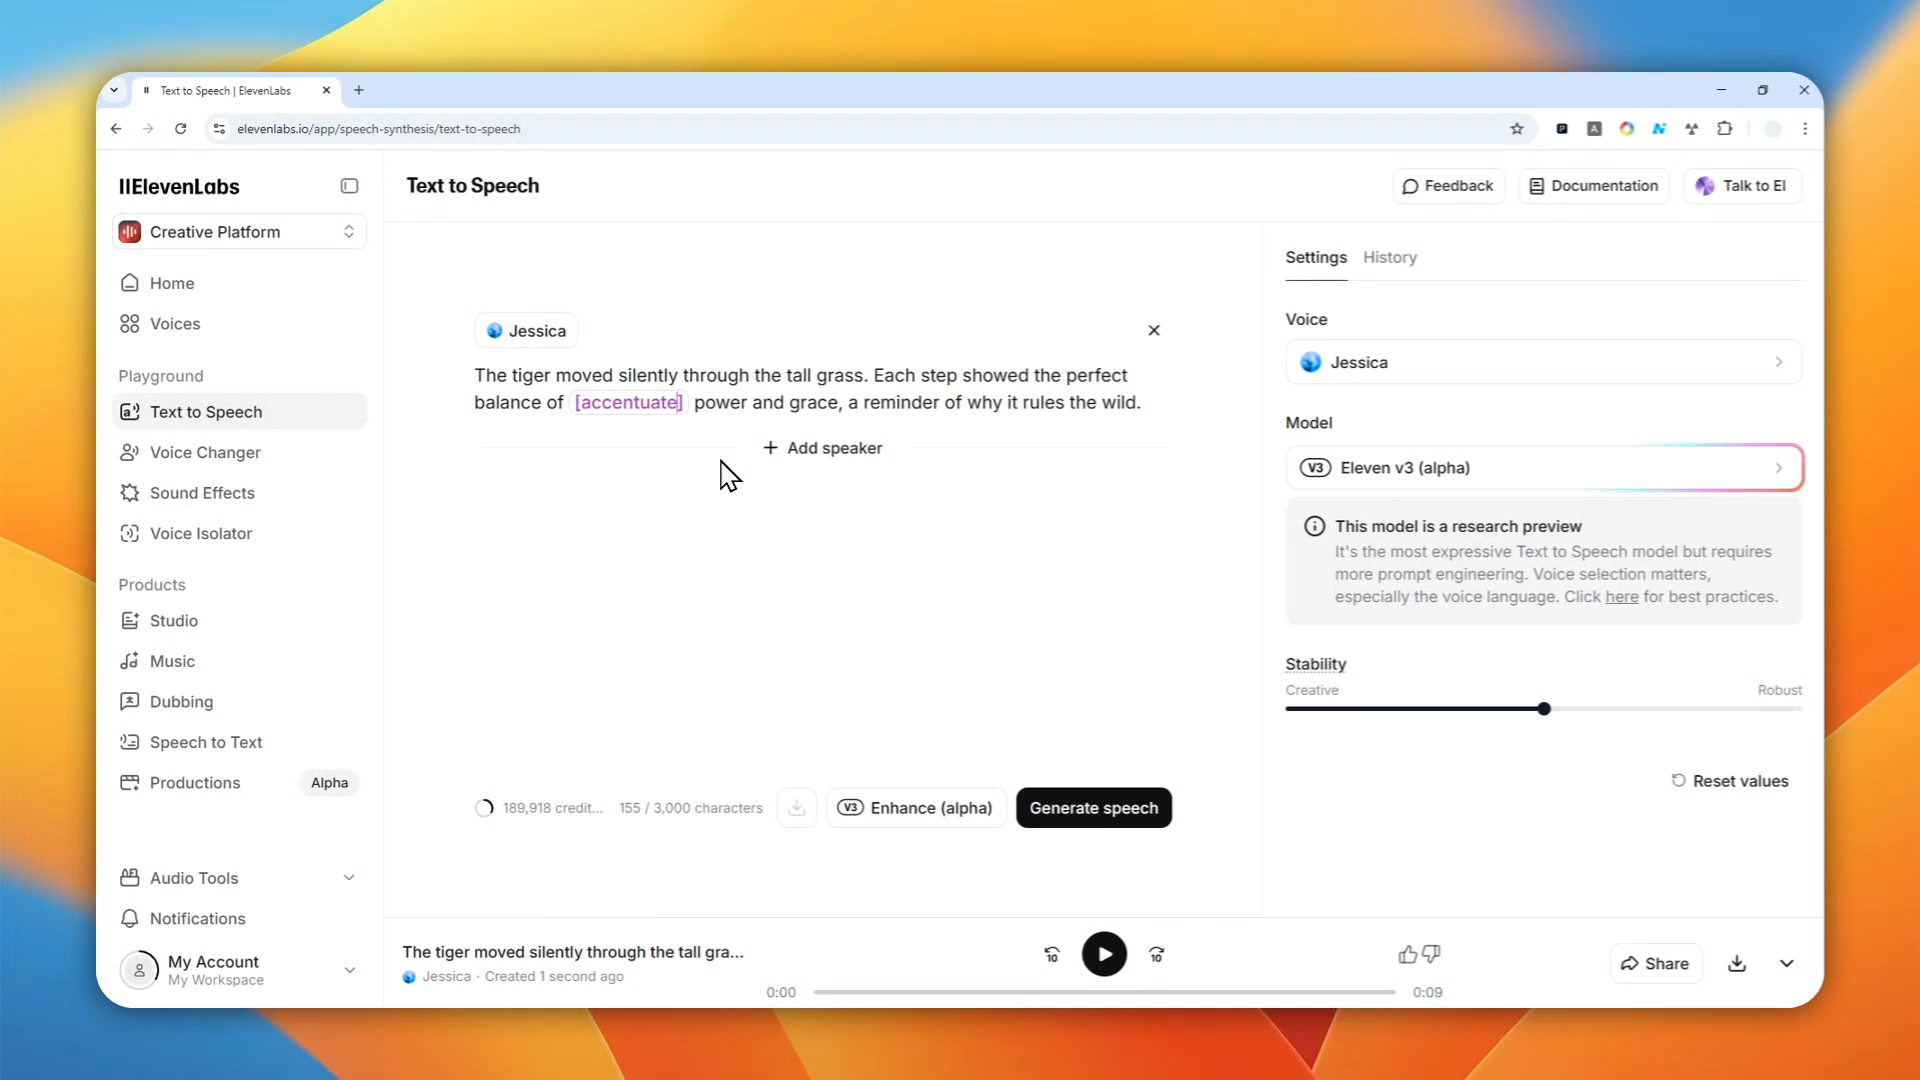 Text to Speech | ElevenLabs
elevenlabs.io/app/speech-synthesis/text-to-speech
IIElevenLabs
Creative Platform
Home
Voices
Playground
Text to Speech
Voice Changer
Sound Effects
Voice Isolator
Products
Studio
Music
Dubbing
Speech to Text
Productions Alpha
Audio Tools
Notifications
My Account
My Workspace
Text to Speech
Feedback Documentation Talk to El
Jessica
The tiger moved silently through the tall grass. Each step showed the perfect
balance of [accentuate] power and grace, a reminder of why it rules the wild.
+ Add speaker
189,918 credit... 155 / 3,000 characters V3 Enhance (alpha) Generate speech
Settings History
Voice
Jessica
Model
V3 Eleven v3 (alpha)
This model is a research preview
It's the most expressive Text to Speech model but requires
more prompt engineering. Voice selection matters,
especially the voice language. Click here for best practices.
Stability
Creative Robust
Reset values
The tiger moved silently through the tall gra...
Jessica · Created 1 second ago
10 10
0:00 0:09
Share